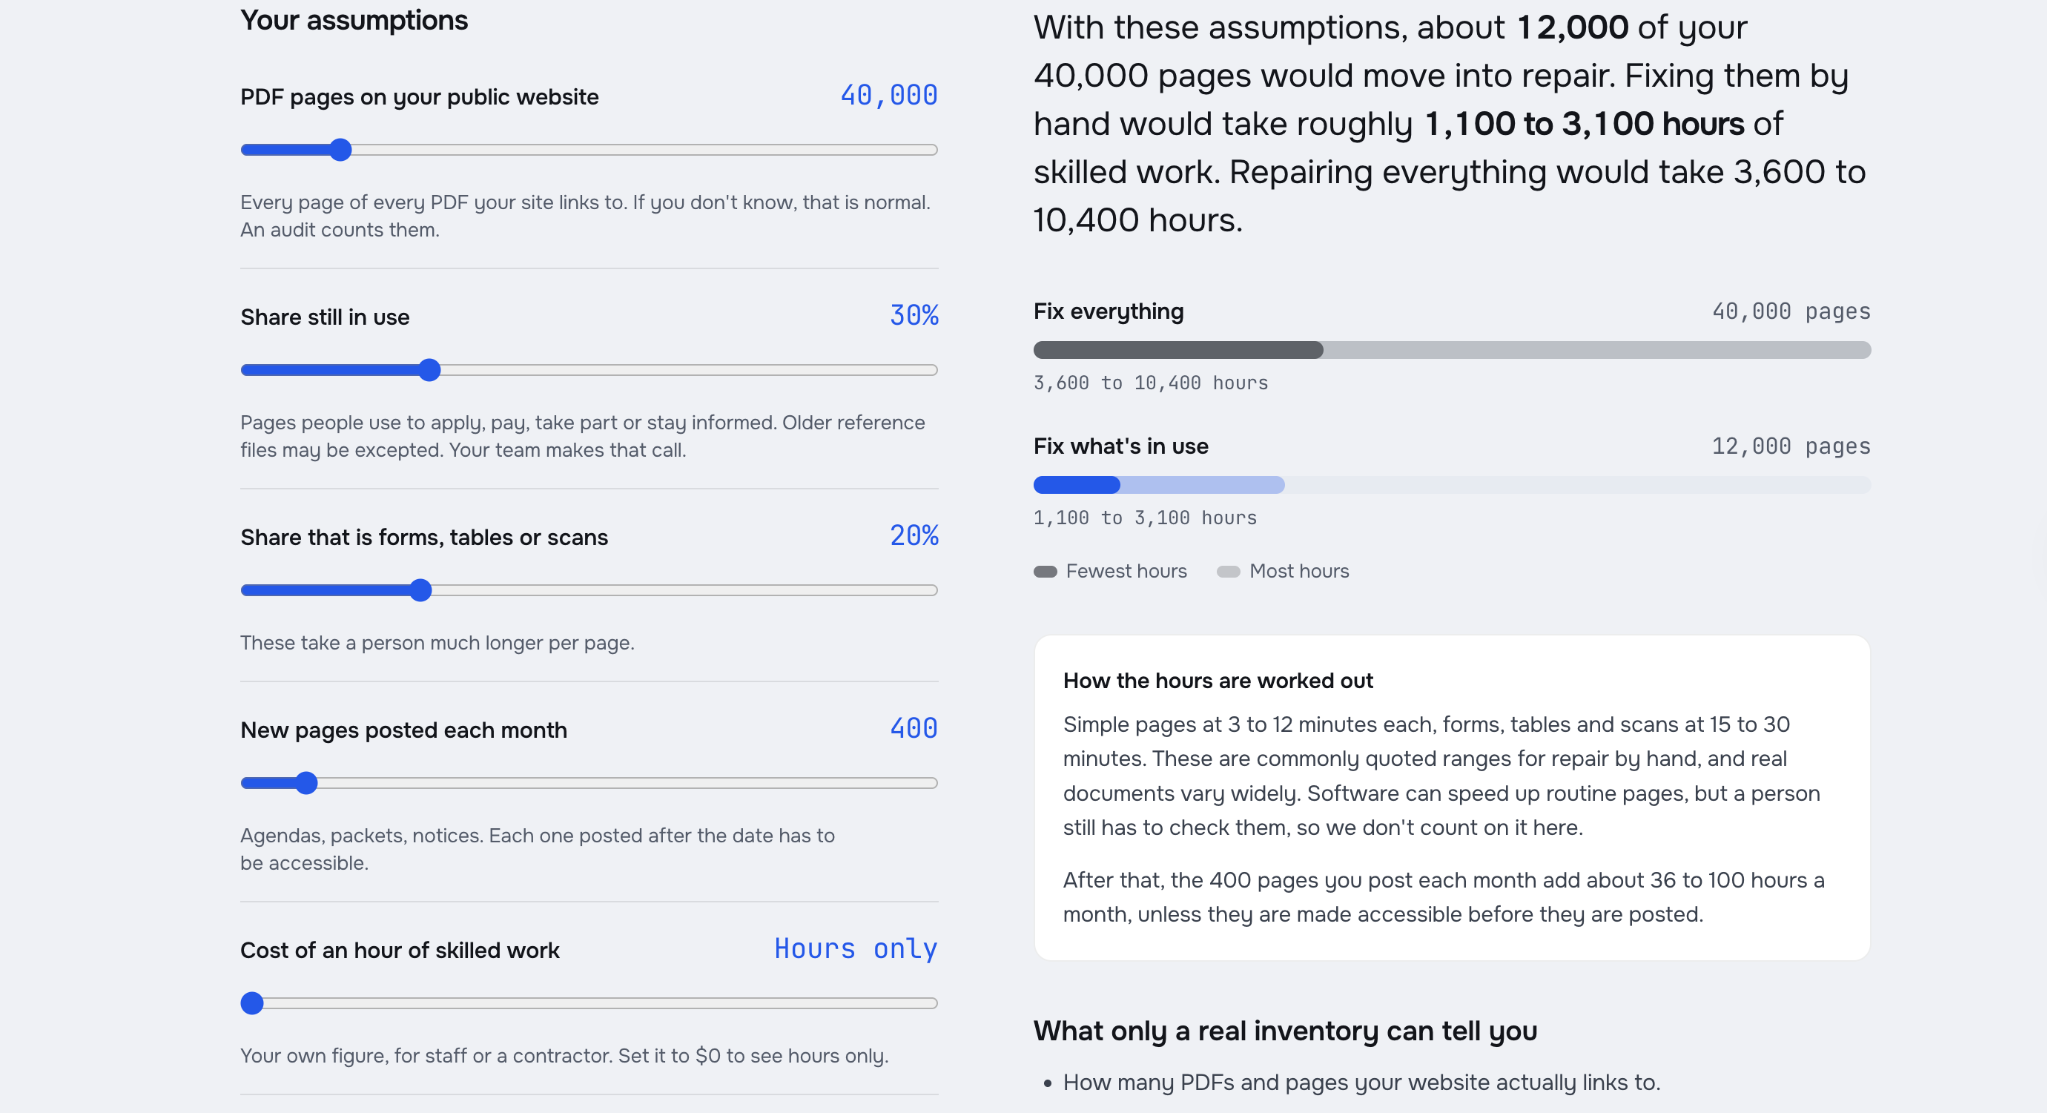 Your assumptions
PDF pages on your public website
40,000
Every page of every PDF your site links to. If you don't know, that is normal.
An audit counts them.
Share still in use
30%
Pages people use to apply, pay, take part or stay informed. Older reference
files may be excepted. Your team makes that call.
Share that is forms, tables or scans
20%
These take a person much longer per page.
New pages posted each month
400
Agendas, packets, notices. Each one posted after the date has to
be accessible.
Cost of an hour of skilled work
Hours only
Your own figure, for staff or a contractor. Set it to $0 to see hours only.
With these assumptions, about 12,000 of your
40,000 pages would move into repair. Fixing them by
hand would take roughly 1,100 to 3,100 hours of
skilled work. Repairing everything would take 3,600 to
10,400 hours.
Fix everything
40,000 pages
3,600 to 10,400 hours
Fix what's in use
12,000 pages
1,100 to 3,100 hours
Fewest hours
Most hours
How the hours are worked out
Simple pages at 3 to 12 minutes each, forms, tables and scans at 15 to 30
minutes. These are commonly quoted ranges for repair by hand, and real
documents vary widely. Software can speed up routine pages, but a person
still has to check them, so we don't count on it here.
After that, the 400 pages you post each month add about 36 to 100 hours a
month, unless they are made accessible before they are posted.
What only a real inventory can tell you
• How many PDFs and pages your website actually links to.